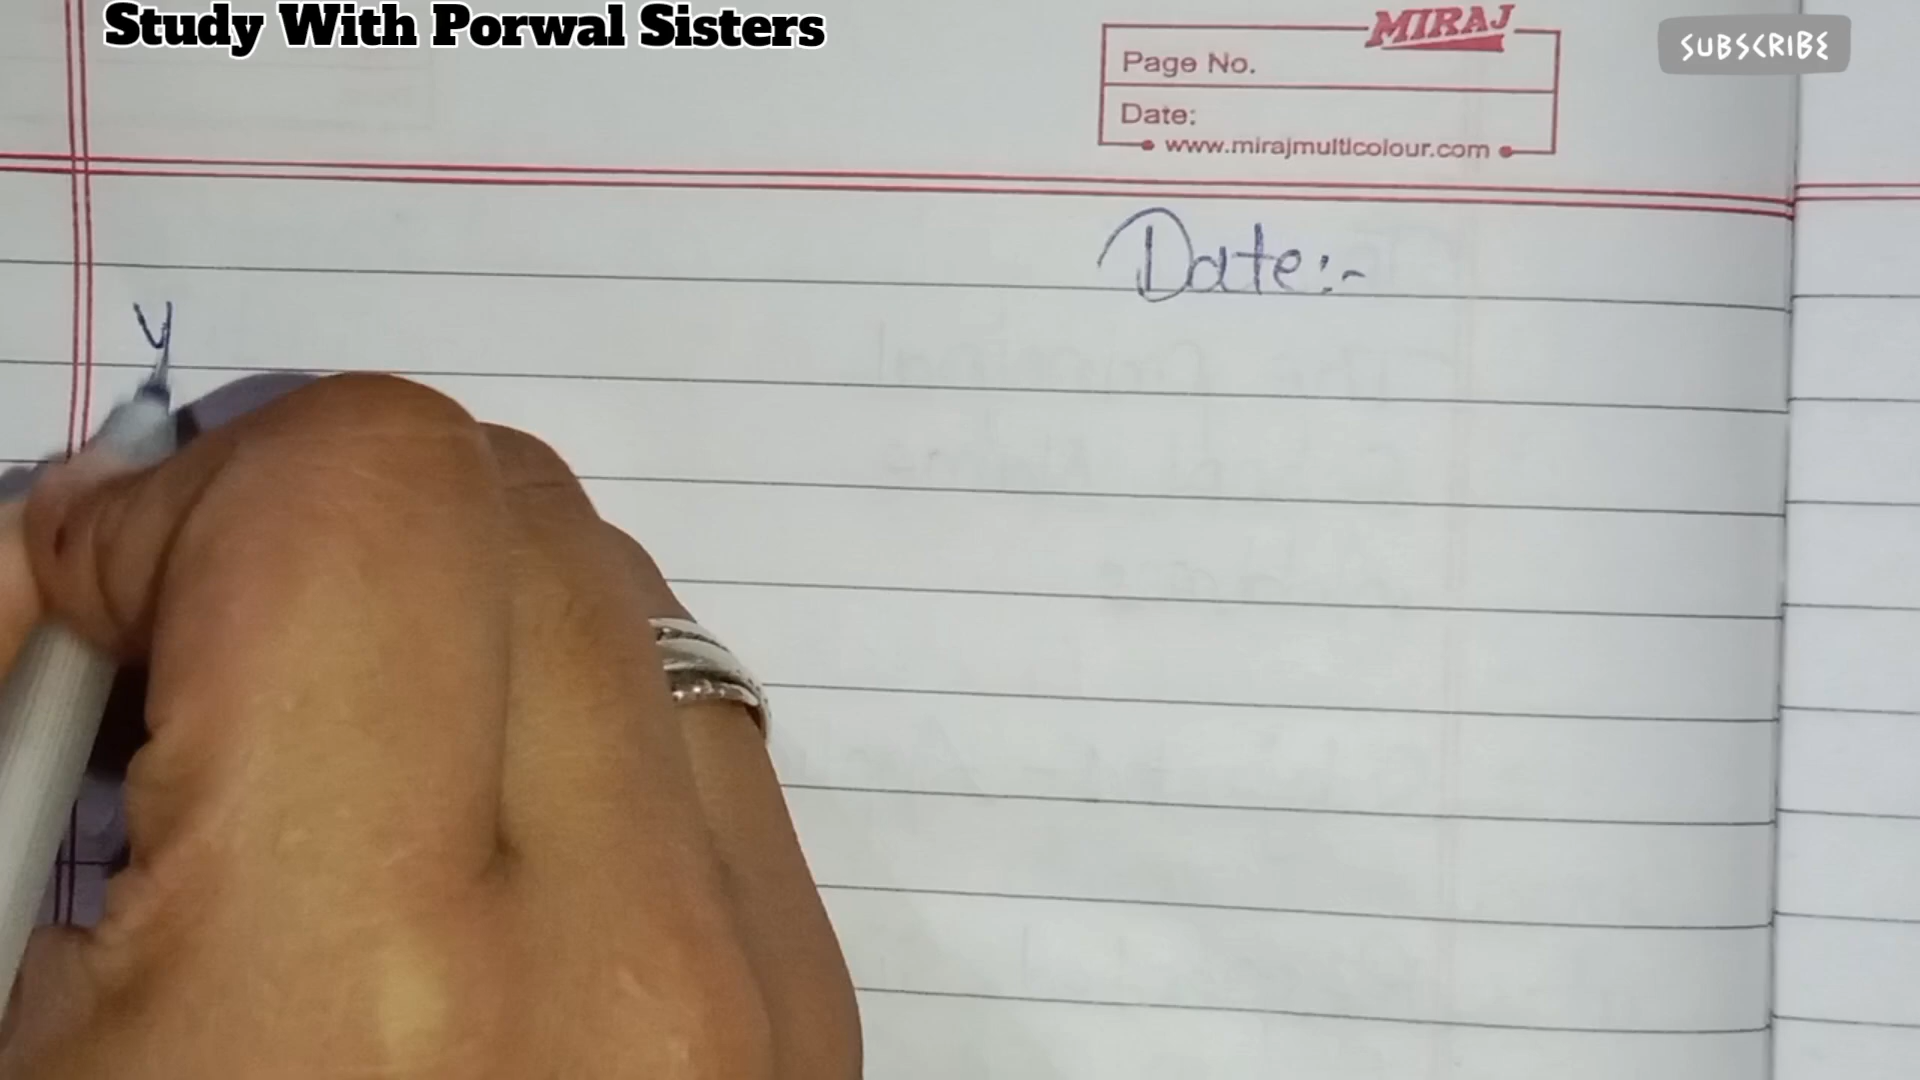 Study With Porwal Sisters
MIRAJ
SUBSCRIBE
Page No.
Date:
www.mirajmulticolour.com
Date:-
y